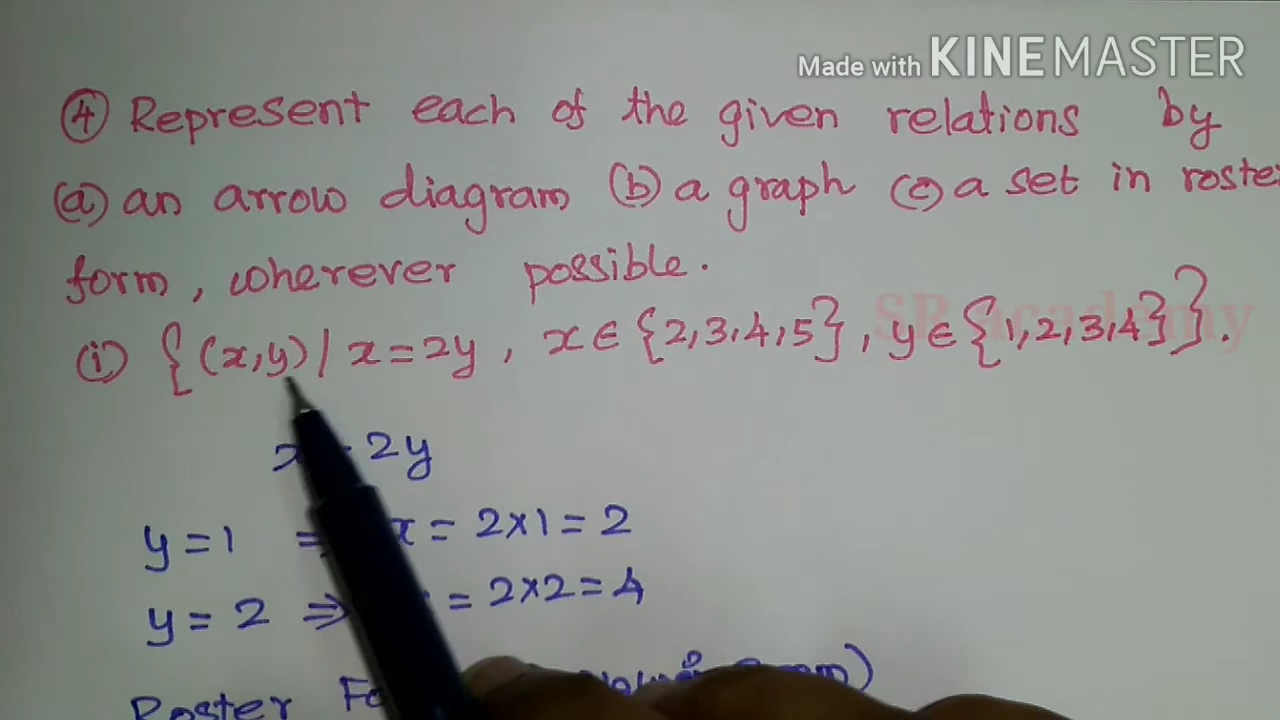 Made with KINEMASTER
④ Represent each of the given relations by
(a) an arrow diagram (b) a graph (c) a set in roster
form, wherever possible.
SR academy
(i) {(x,y) / x = 2y, x ∈ {2,3,4,5}, y ∈ {1,2,3,4}}.
x 2y
y = 1 ⇒ x = 2×1 = 2
y = 2 ⇒ = 2×2 = 4
Roster